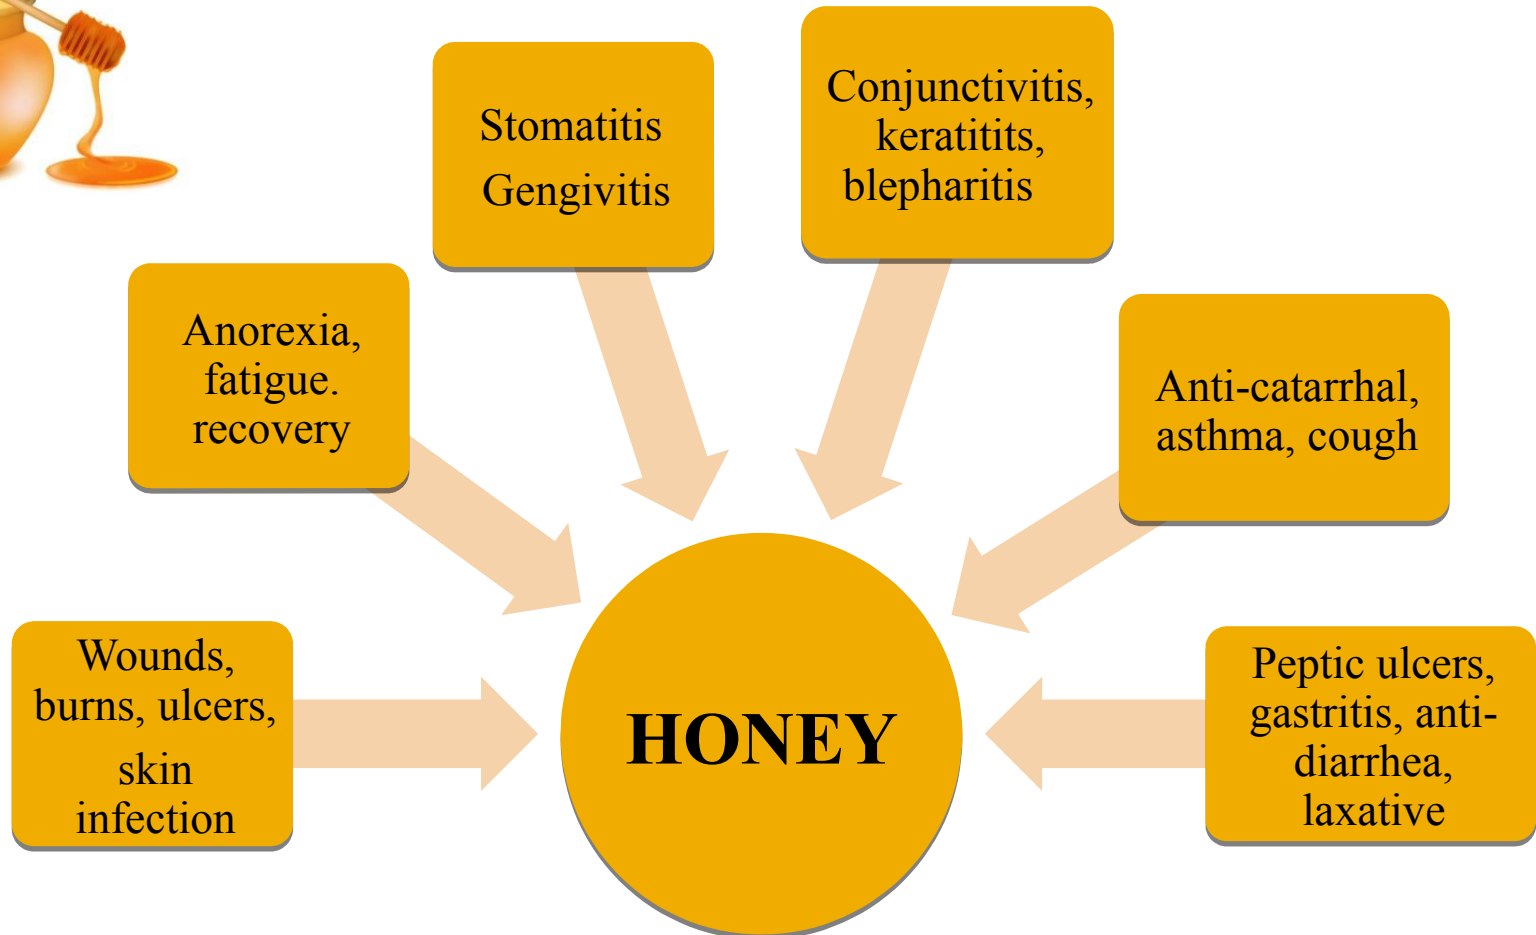 Stomatitis
Gengivitis
Conjunctivitis,
keratitits,
blepharitis
Anorexia,
fatigue.
recovery
Anti-catarrhal,
asthma, cough
Wounds,
burns, ulcers,
skin
infection
HONEY
Peptic ulcers,
gastritis, anti-
diarrhea,
laxative